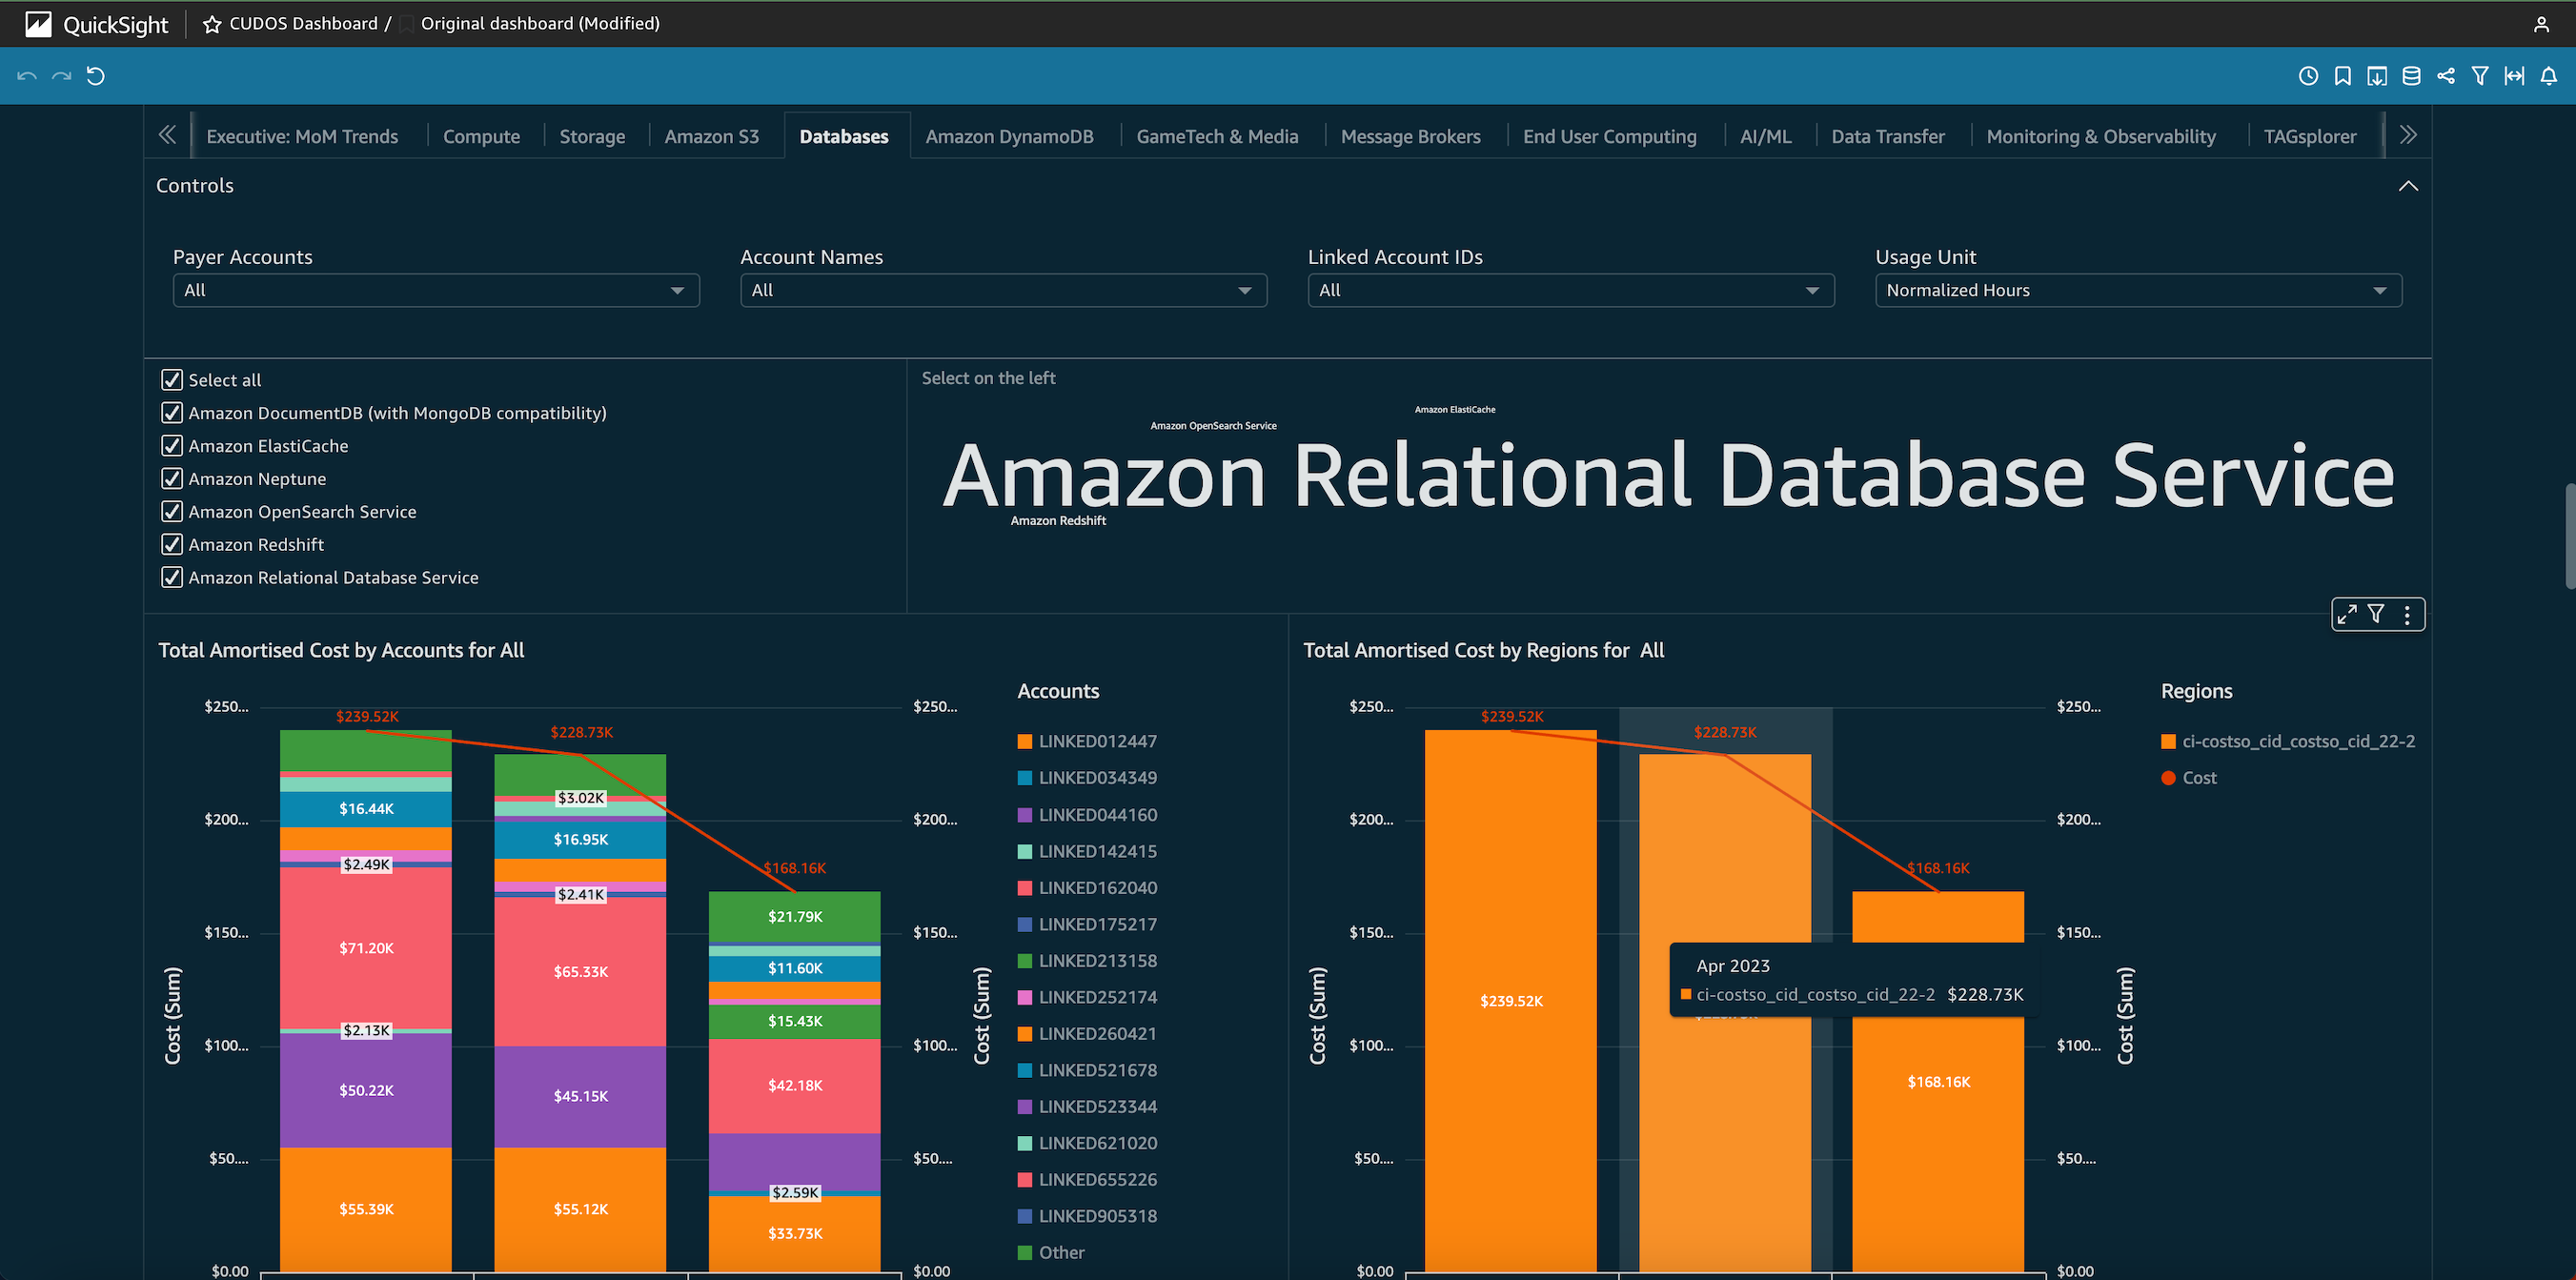 QuickSight
CUDOS Dashboard /
Original dashboard (Modified)
Executive: MoM Trends
Compute
Storage
Amazon S3
Databases
Amazon DynamoDB
GameTech & Media
Message Brokers
End User Computing
AI/ML
Data Transfer
Monitoring & Observability
TAGsplorer
Controls
Payer Accounts
All
Account Names
All
Linked Account IDs
All
Usage Unit
Normalized Hours
Select all
Amazon DocumentDB (with MongoDB compatibility)
Amazon ElastiCache
Amazon Neptune
Amazon OpenSearch Service
Amazon Redshift
Amazon Relational Database Service
Select on the left
Amazon ElastiCache
Amazon OpenSearch Service
Amazon Relational Database Service
Amazon Redshift
Total Amortised Cost by Accounts for All
Cost (Sum)
$250...
$200...
$150...
$100...
$50....
$0.00
$239.52K
$16.44K
$2.49K
$71.20K
$2.13K
$50.22K
$55.39K
$228.73K
$3.02K
$16.95K
$2.41K
$65.33K
$45.15K
$55.12K
$168.16K
$21.79K
$11.60K
$15.43K
$42.18K
$2.59K
$33.73K
$250...
$200...
$150...
$100...
$50....
$0.00
Cost (Sum)
Accounts
LINKED012447
LINKED034349
LINKED044160
LINKED142415
LINKED162040
LINKED175217
LINKED213158
LINKED252174
LINKED260421
LINKED521678
LINKED523344
LINKED621020
LINKED655226
LINKED905318
Other
Total Amortised Cost by Regions for All
Cost (Sum)
$250...
$200...
$150...
$100...
$50....
$0.00
$239.52K
$239.52K
$228.73K
$168.16K
$168.16K
Apr 2023
ci-costso_cid_costso_cid_22-2 $228.73K
$250...
$200...
$150...
$100...
$50....
$0.00
Cost (Sum)
Regions
ci-costso_cid_costso_cid_22-2
Cost